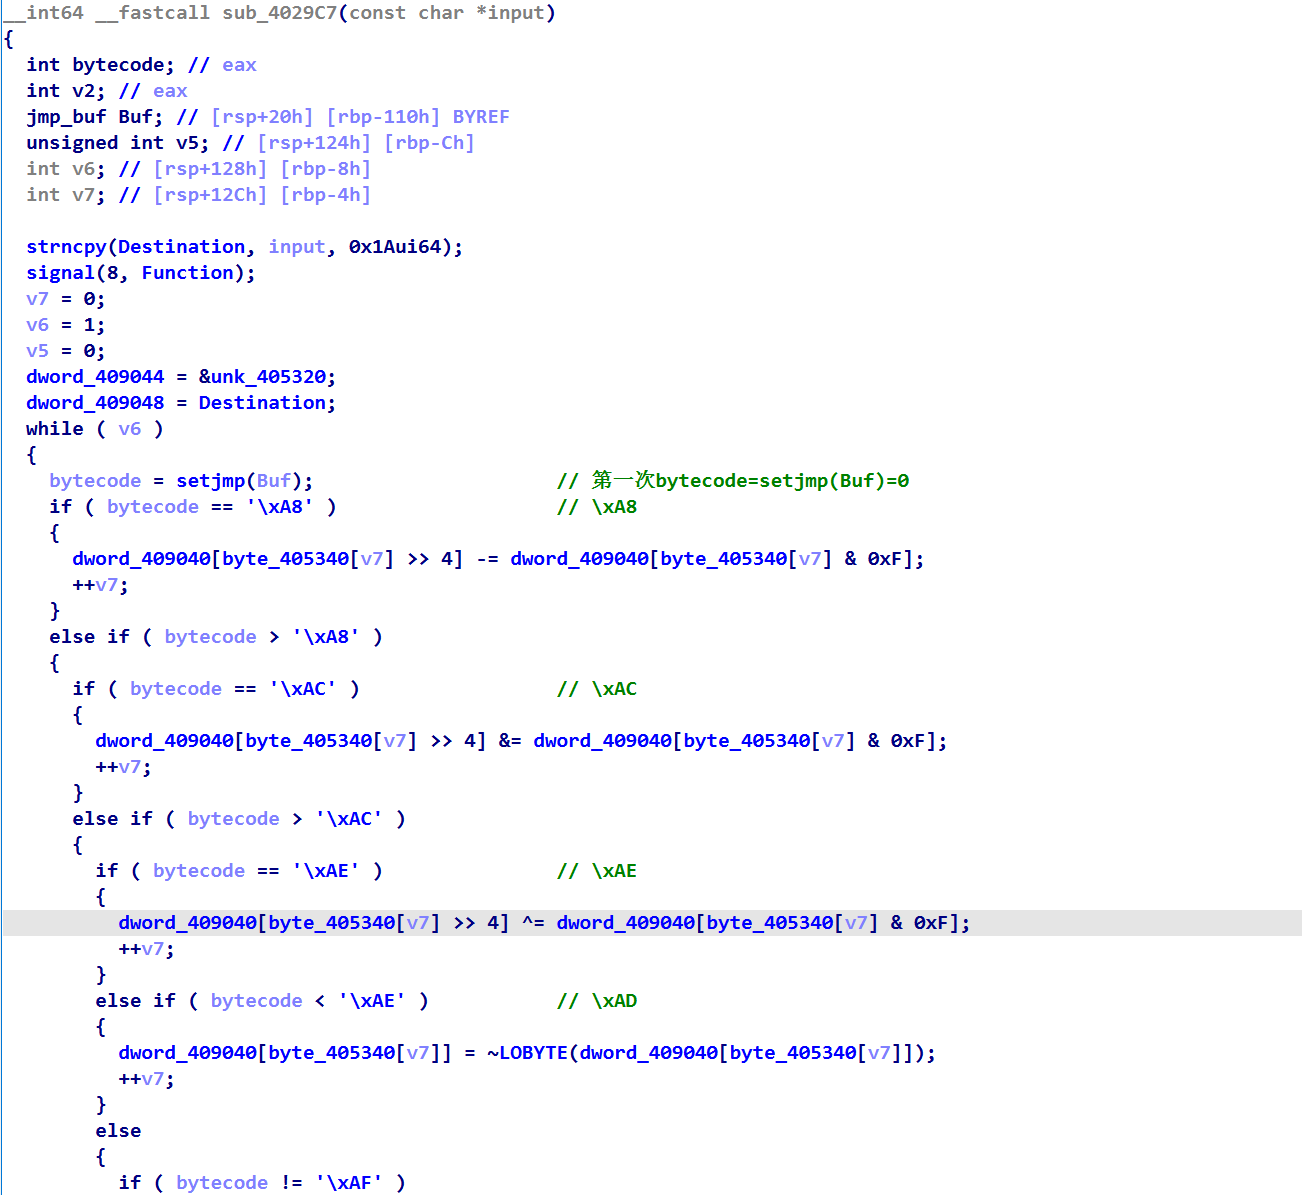 __int64 __fastcall sub_4029C7(const char *input)
{
  int bytecode; // eax
  int v2; // eax
  jmp_buf Buf; // [rsp+20h] [rbp-110h] BYREF
  unsigned int v5; // [rsp+124h] [rbp-Ch]
  int v6; // [rsp+128h] [rbp-8h]
  int v7; // [rsp+12Ch] [rbp-4h]

  strncpy(Destination, input, 0x1Aui64);
  signal(8, Function);
  v7 = 0;
  v6 = 1;
  v5 = 0;
  dword_409044 = &unk_405320;
  dword_409048 = Destination;
  while ( v6 )
  {
    bytecode = setjmp(Buf);                     // 第一次bytecode=setjmp(Buf)=0
    if ( bytecode == '\xA8' )                   // \xA8
    {
      dword_409040[byte_405340[v7] >> 4] -= dword_409040[byte_405340[v7] & 0xF];
      ++v7;
    }
    else if ( bytecode > '\xA8' )
    {
      if ( bytecode == '\xAC' )                 // \xAC
      {
        dword_409040[byte_405340[v7] >> 4] &= dword_409040[byte_405340[v7] & 0xF];
        ++v7;
      }
      else if ( bytecode > '\xAC' )
      {
        if ( bytecode == '\xAE' )               // \xAE
        {
          dword_409040[byte_405340[v7] >> 4] ^= dword_409040[byte_405340[v7] & 0xF];
          ++v7;
        }
        else if ( bytecode < '\xAE' )           // \xAD
        {
          dword_409040[byte_405340[v7]] = ~LOBYTE(dword_409040[byte_405340[v7]]);
          ++v7;
        }
        else
        {
          if ( bytecode != '\xAF' )